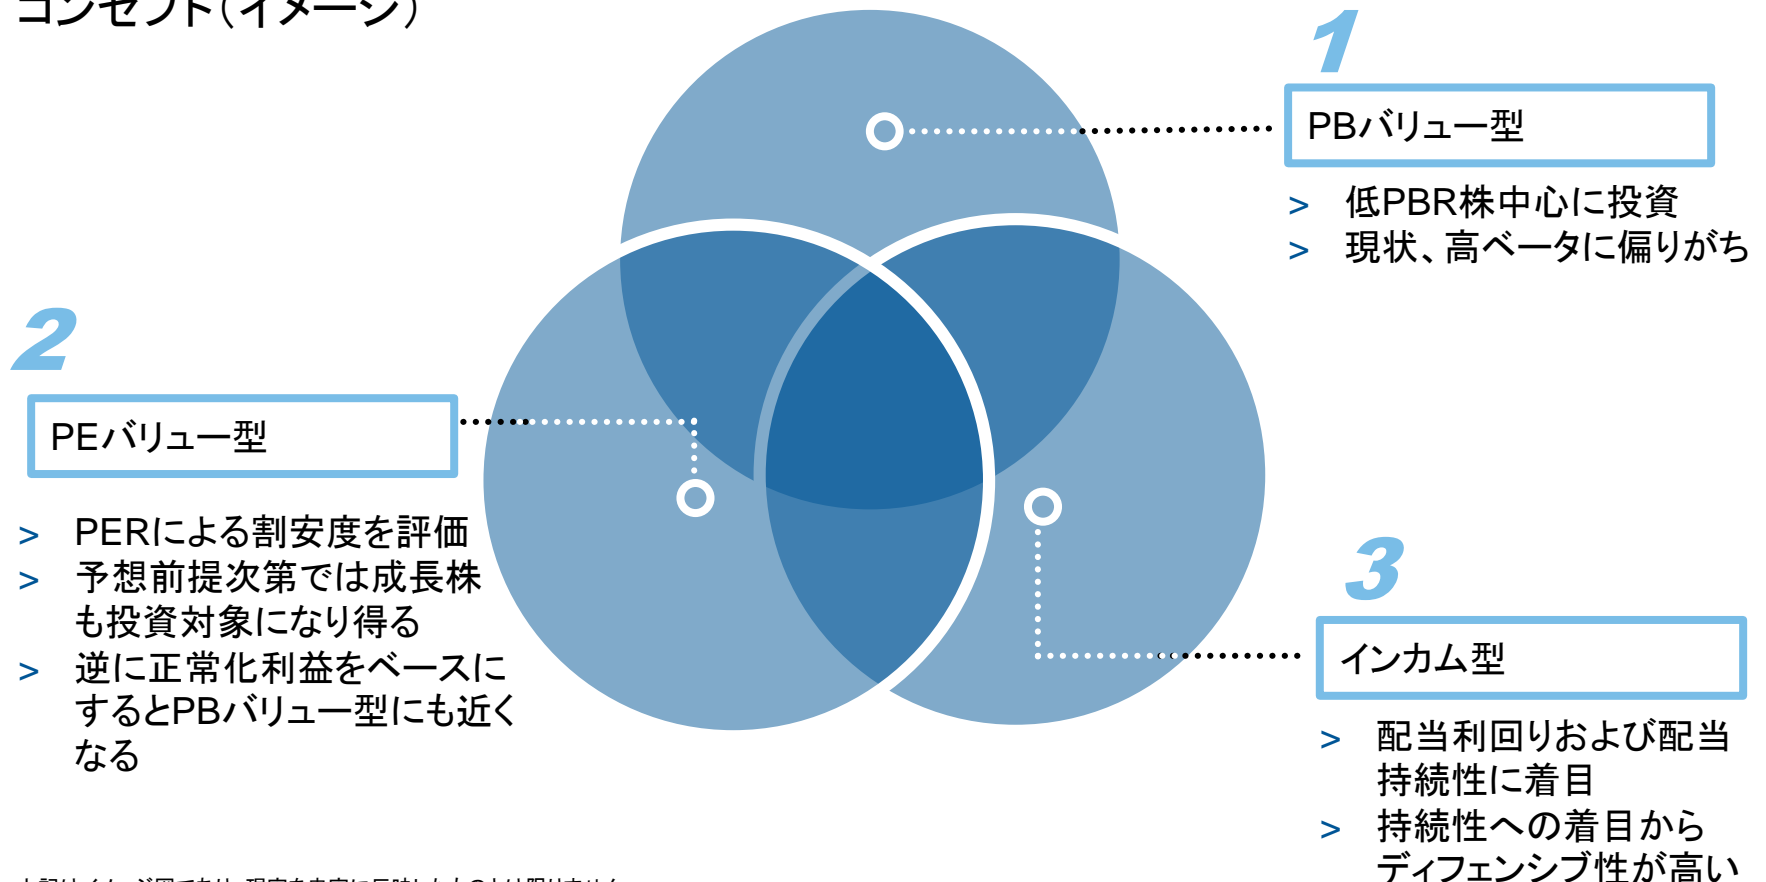 コンセプト（イメージ）
1
PBバリュー型
> 低PBR株中心に投資
> 現状、高ベータに偏りがち
2
PEバリュー型
> PERによる割安度を評価
> 予想前提次第では成長株
も投資対象になり得る
> 逆に正常化利益をベースに
するとPBバリュー型にも近く
なる
3
インカム型
> 配当利回りおよび配当
持続性に着目
> 持続性への着目から
ディフェンシブ性が高い